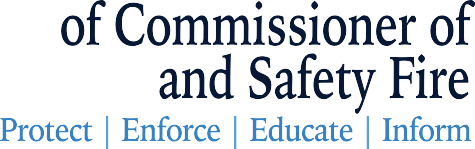 of Commissioner of
and Safety Fire
Protect | Enforce | Educate | Inform